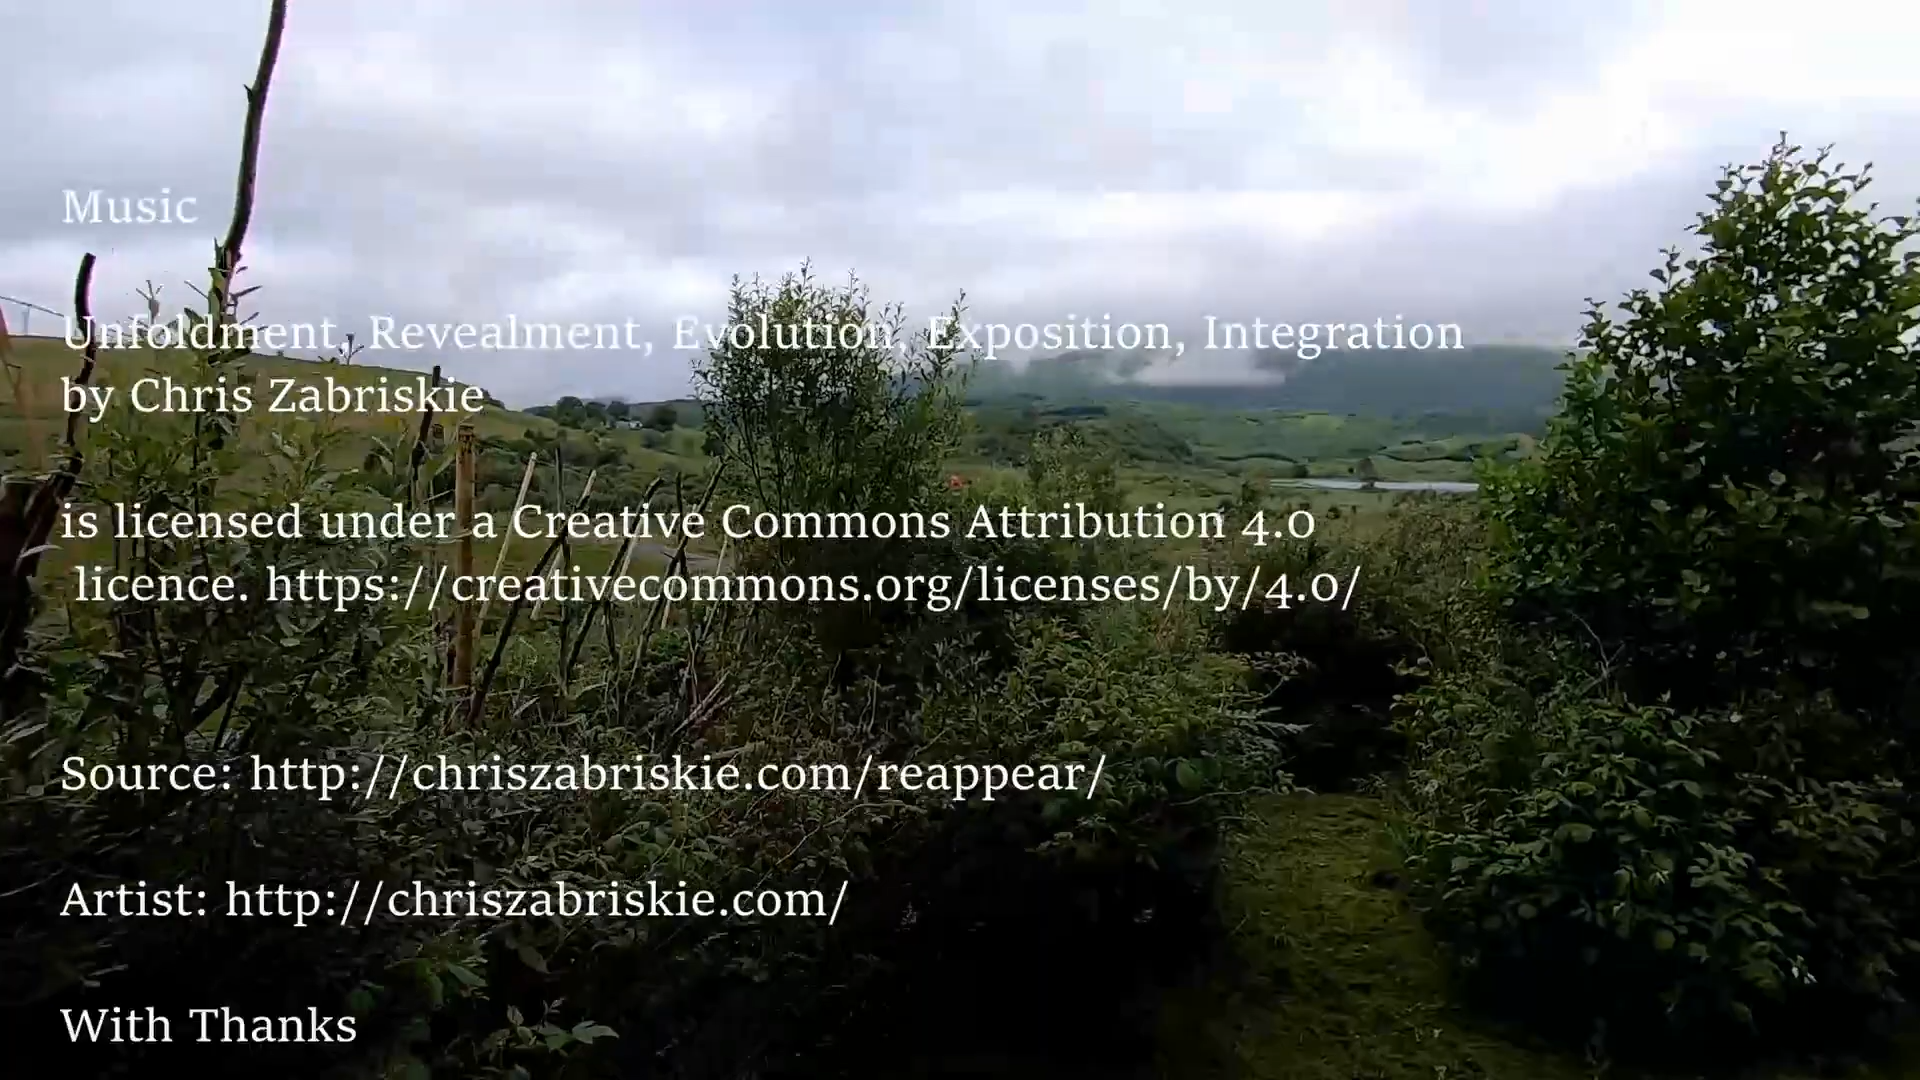 Music
Unfoldment, Revealment, Evolution, Exposition, Integration
by Chris Zabriskie
is licensed under a Creative Commons Attribution 4.0
licence. https://creativecommons.org/licenses/by/4.0/
Source: http://chriszabriskie.com/reappear/
Artist: http://chriszabriskie.com/
With Thanks